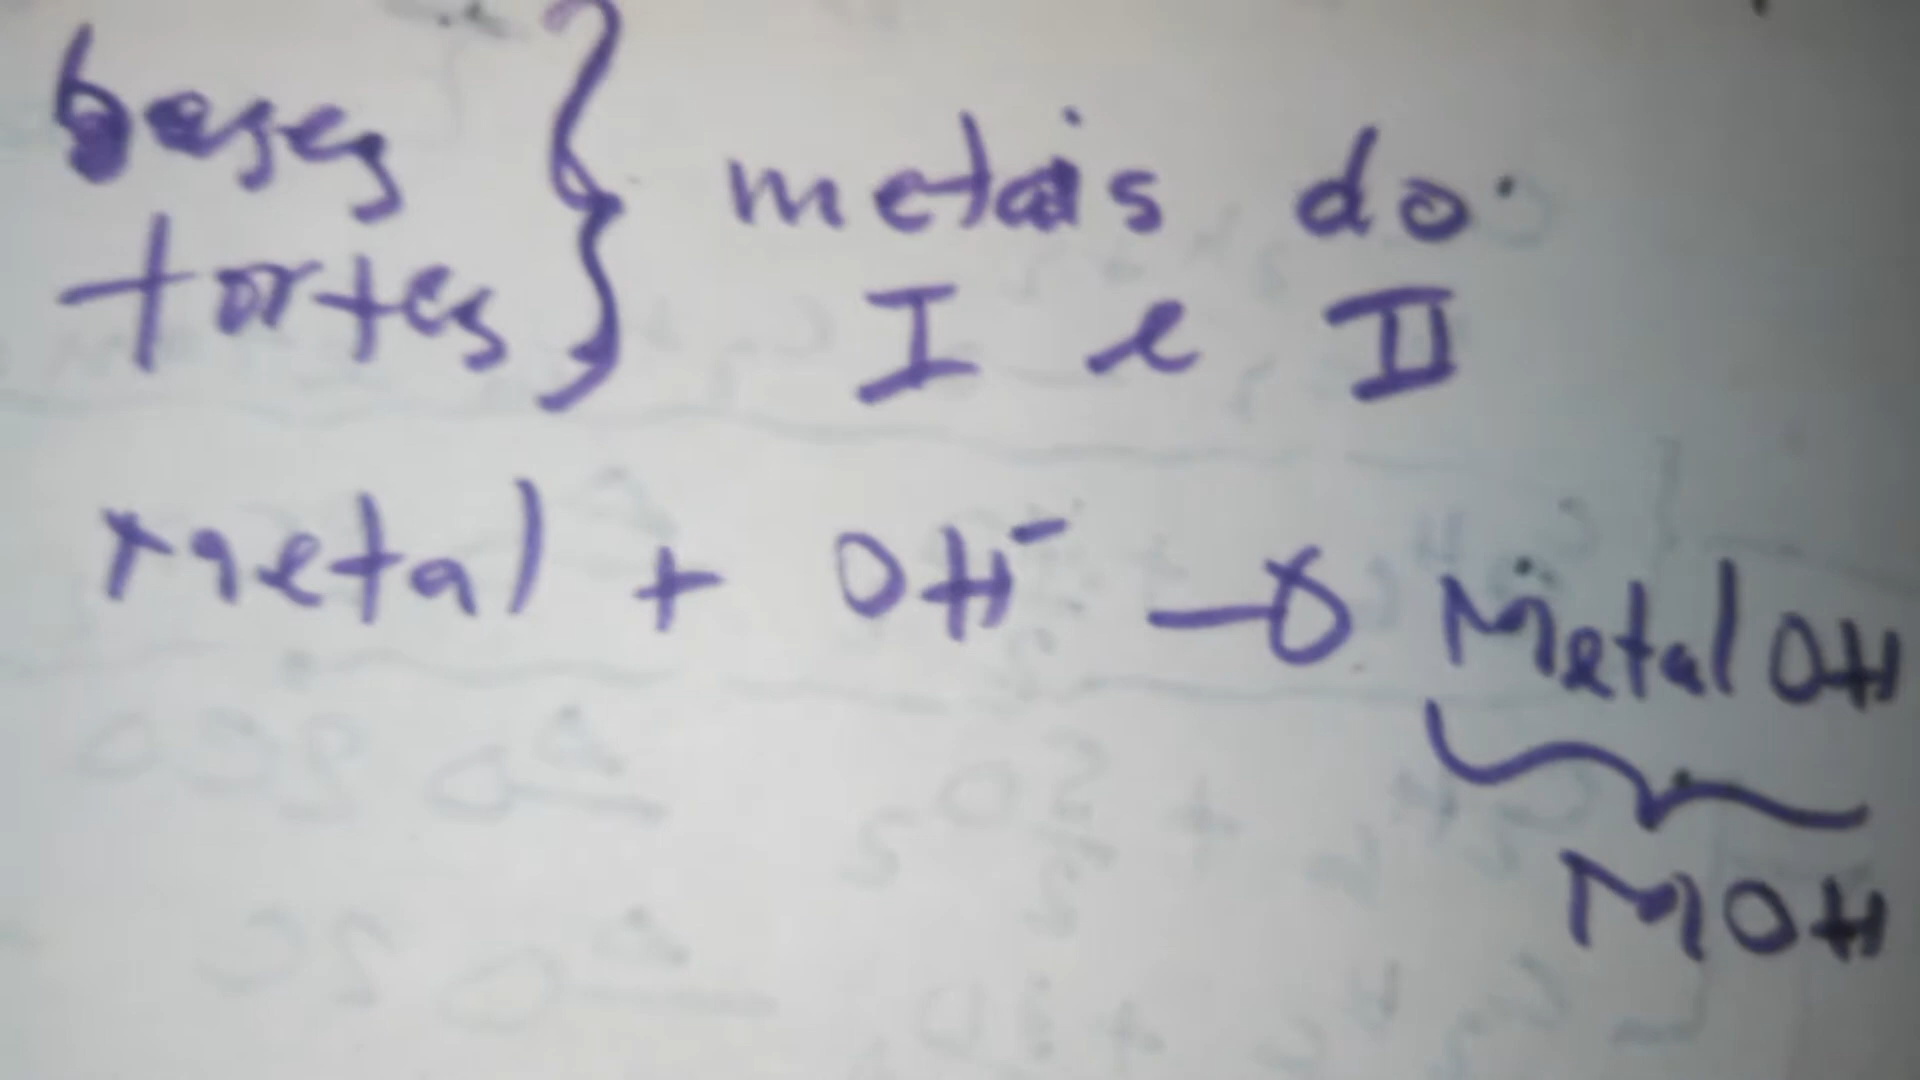 bases
fortes } metais do
I e II
Metal + OH⁻ → Metal OH
MOH